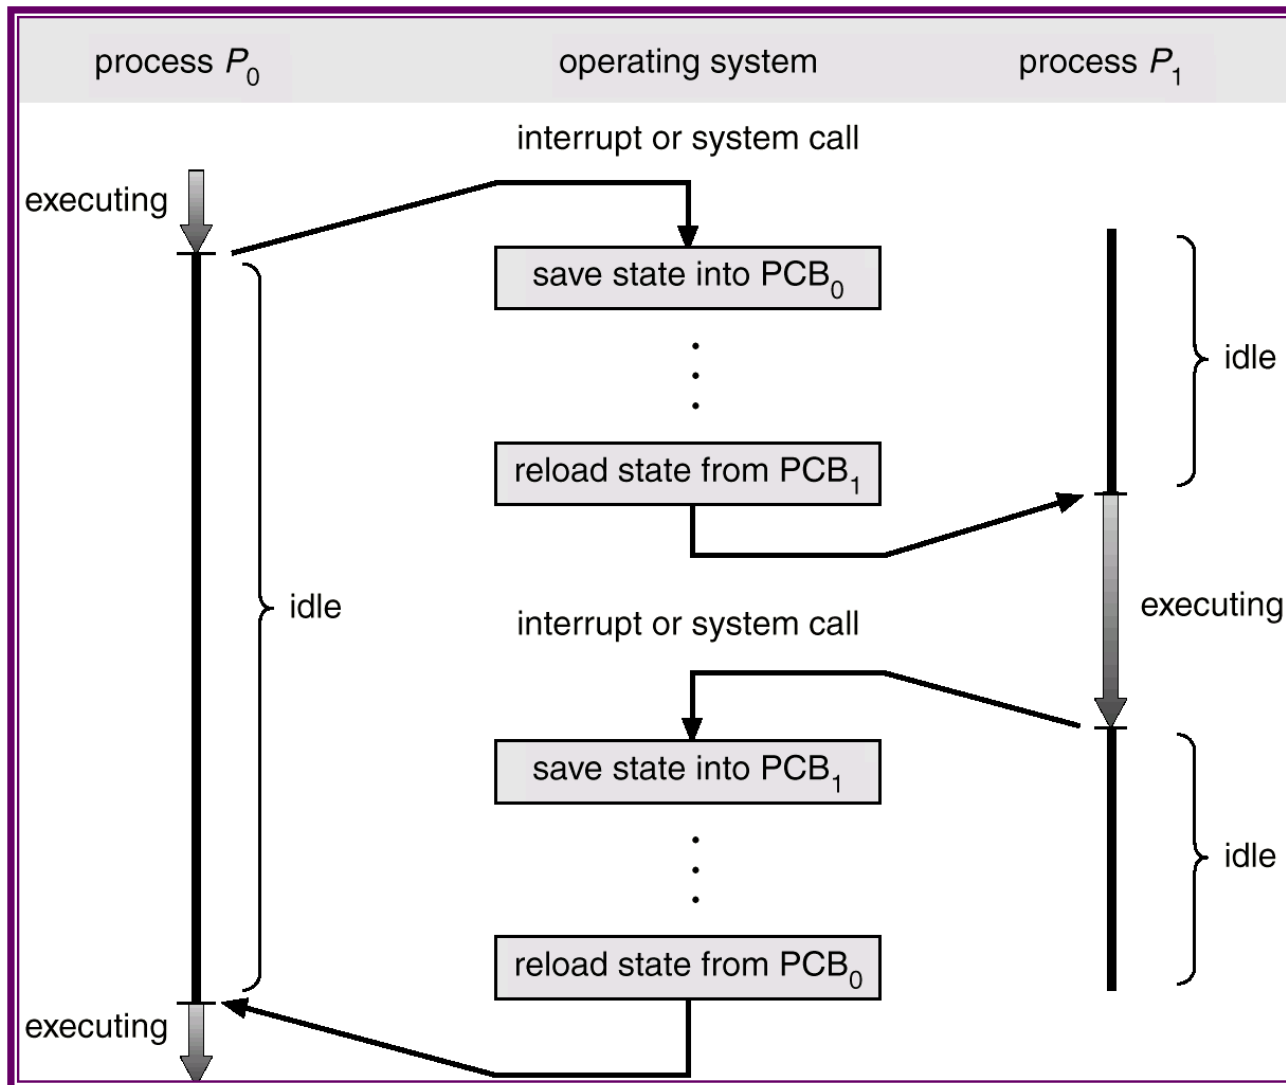 process P₀ operating system process P₁
interrupt or system call
executing
save state into PCB₀
idle
reload state from PCB₁
idle
executing
interrupt or system call
save state into PCB₁
idle
reload state from PCB₀
executing